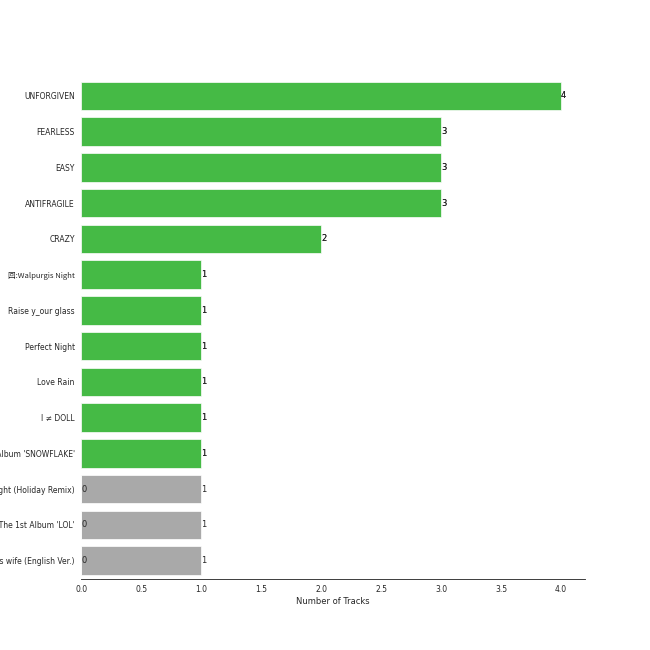 UNFORGIVEN 4
FEARLESS 3
EASY 3
ANTIFRAGILE 3
CRAZY 2
回:Walpurgis Night 1
Raise y_our glass 1
Perfect Night 1
Love Rain 1
I ≠ DOLL 1
Album 'SNOWFLAKE' 1
ght (Holiday Remix) 0 1
The 1st Album 'LOL' 0 1
s wife (English Ver.) 0 1
0.0 0.5 1.0 1.5 2.0 2.5 3.0 3.5 4.0
Number of Tracks